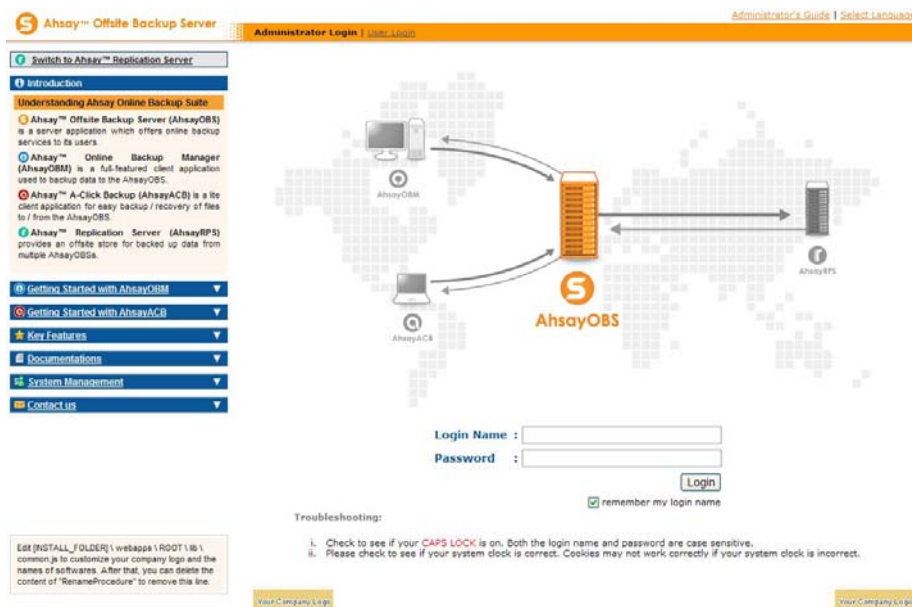 Ahsay™ Offsite Backup Server
Administrator's Guide | Select Language
Administrator Login | User Login
Switch to Ahsay™ Replication Server
Introduction
Understanding Ahsay Online Backup Suite
Ahsay™ Offsite Backup Server (AhsayOBS)
is a server application which offers online backup
services to its users.
Ahsay™ Online Backup Manager
(AhsayOBM) is a full-featured client application
used to backup data to the AhsayOBS.
Ahsay™ A-Click Backup (AhsayACB) is a lite
client application for easy backup / recovery of files
to / from the AhsayOBS.
Ahsay™ Replication Server (AhsayRPS)
provides an offsite store for backed up data from
multiple AhsayOBSs.
Getting Started with AhsayOBM
Getting Started with AhsayACB
Key Features
Documentations
System Management
Contact us
AhsayOBM
AhsayACB
AhsayOBS
AhsayRPS
Login Name :
Password :
Login
remember my login name
Troubleshooting:
i. Check to see if your CAPS LOCK is on. Both the login name and password are case sensitive.
ii. Please check to see if your system clock is correct. Cookies may not work correctly if your system clock is incorrect.
Edit [INSTALL_FOLDER] \ webapps \ ROOT \ lib \
common.js to customize your company logo and the
names of softwares. After that, you can delete the
content of "RenameProcedure" to remove this line.
Your Company Logo
Your Company Logo